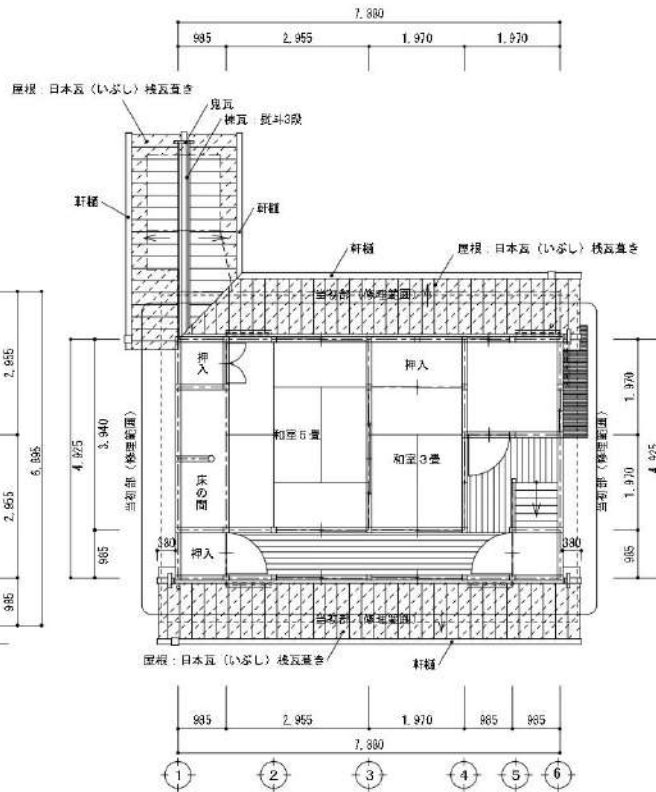 7,880
985
2,955
1,970
1,970
屋根:日本瓦(いぶし)桟瓦葺き
鬼瓦
棟瓦:熨斗3段
軒樋
軒樋
軒樋
屋根:日本瓦(いぶし)桟瓦葺き
当初部(修理範囲)
押入
押入
和室6畳
和室3畳
床の間
押入
2,955
2,955
985
6,895
4,925
3,940
985
当初部(修理範囲)
380
1,970
1,970
985
4,925
当初部(修理範囲)
380
当初部(修理範囲)
屋根:日本瓦(いぶし)桟瓦葺き
軒樋
985
2,955
1,970
985
985
7,880
1
2
3
4
5
6